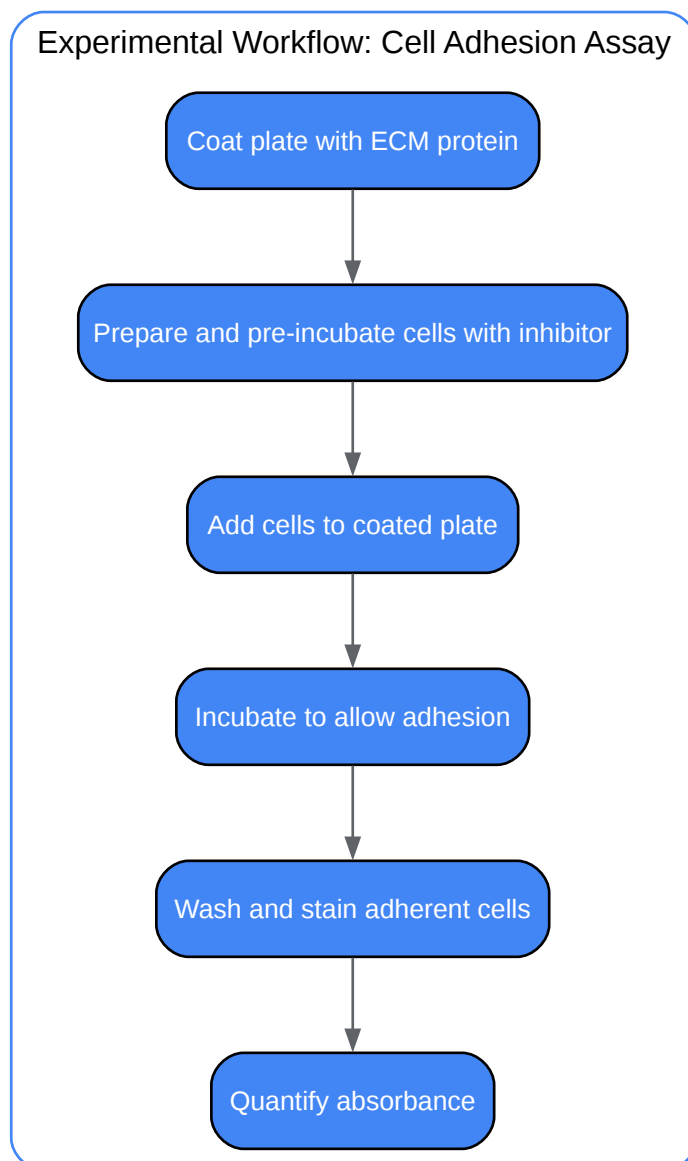 Experimental Workflow: Cell Adhesion Assay
Coat plate with ECM protein
Prepare and pre-incubate cells with inhibitor
Add cells to coated plate
Incubate to allow adhesion
Wash and stain adherent cells
Quantify absorbance